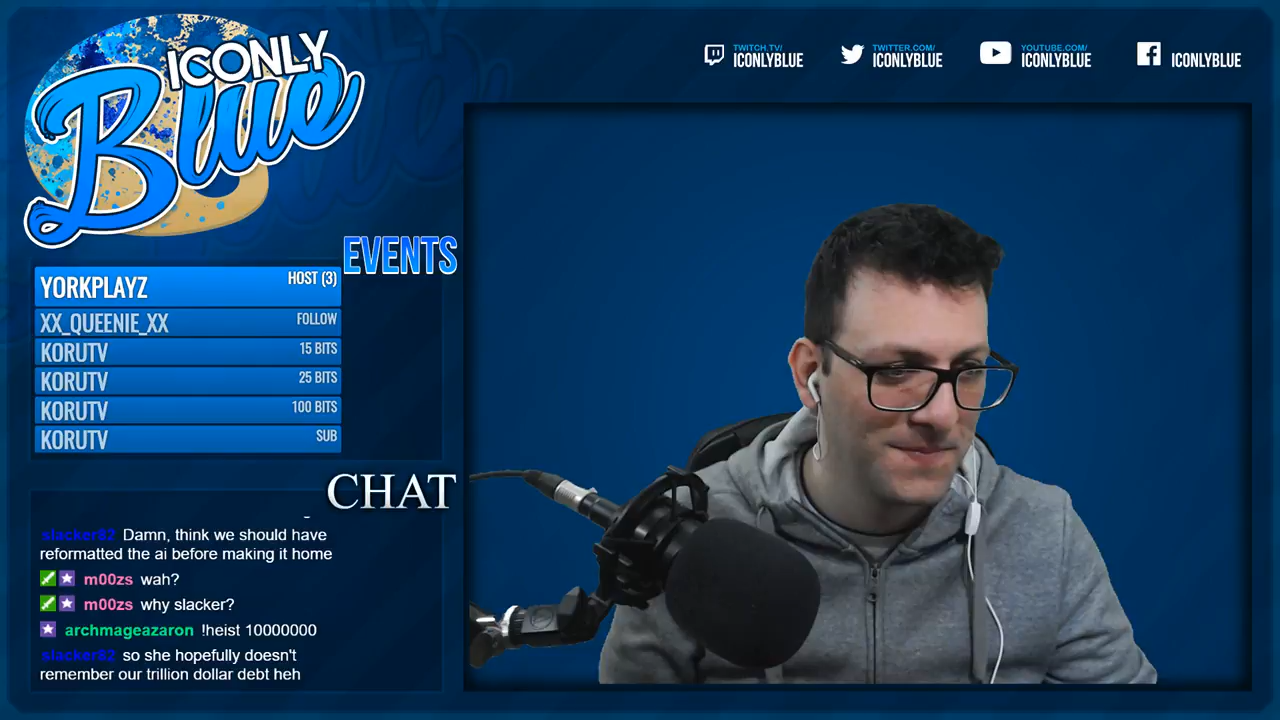 ICONLY
Blue
TWITCH.TV/
ICONLYBLUE
TWITTER.COM/
ICONLYBLUE
YOUTUBE.COM/
ICONLYBLUE
ICONLYBLUE
EVENTS
YORKPLAYZ HOST (3)
XX_QUEENIE_XX FOLLOW
KORUTV 15 BITS
KORUTV 25 BITS
KORUTV 100 BITS
KORUTV SUB
CHAT
slacker82 Damn, think we should have
reformatted the ai before making it home
m00zs wah?
m00zs why slacker?
archmageazaron !heist 10000000
slacker82 so she hopefully doesn't
remember our trillion dollar debt heh